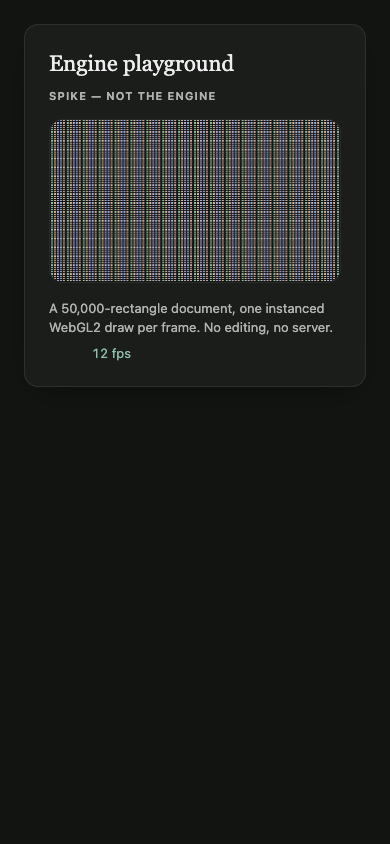 Engine playground
SPIKE — NOT THE ENGINE
A 50,000-rectangle document, one instanced
WebGL2 draw per frame. No editing, no server.
12 fps